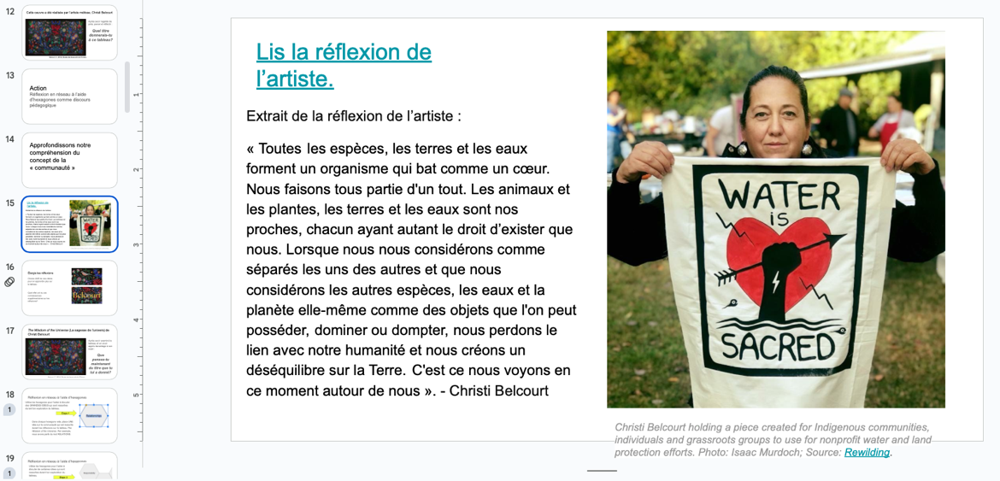 12
Cette œuvre a été réalisée par l'artiste métisse, Christi Belcourt
Quel titre
donnerais-tu
à ce tableau?
13
Action
Réflexion en réseau à l'aide
d'hexagones comme discours
pédagogique
14
Approfondissons notre
compréhension du
concept de la
« communauté »
15
16
Belcourt
17
The Wisdom of the Universe (La sagesse de l'univers) de
Christi Belcourt
Que
penses-tu
maintenant
du titre que tu
lui a donné?
18
1
Réflexion en réseau à l'aide d'hexagones
19
1
Réflexion en réseau à l'aide d'hexagones
1
2
3
4
5
Lis la réflexion de
l'artiste.
Extrait de la réflexion de l'artiste :
« Toutes les espèces, les terres et les eaux
forment un organisme qui bat comme un cœur.
Nous faisons tous partie d'un tout. Les animaux et
les plantes, les terres et les eaux sont nos
proches, chacun ayant autant le droit d'exister que
nous. Lorsque nous nous considérons comme
séparés les uns des autres et que nous
considérons les autres espèces, les eaux et la
planète elle-même comme des objets que l'on peut
posséder, dominer ou dompter, nous perdons le
lien avec notre humanité et nous créons un
déséquilibre sur la Terre. C'est ce nous voyons en
ce moment autour de nous ». - Christi Belcourt
WATER
IS
SACRED
Christi Belcourt holding a piece created for Indigenous communities,
individuals and grassroots groups to use for nonprofit water and land
protection efforts. Photo: Isaac Murdoch; Source: Rewilding.